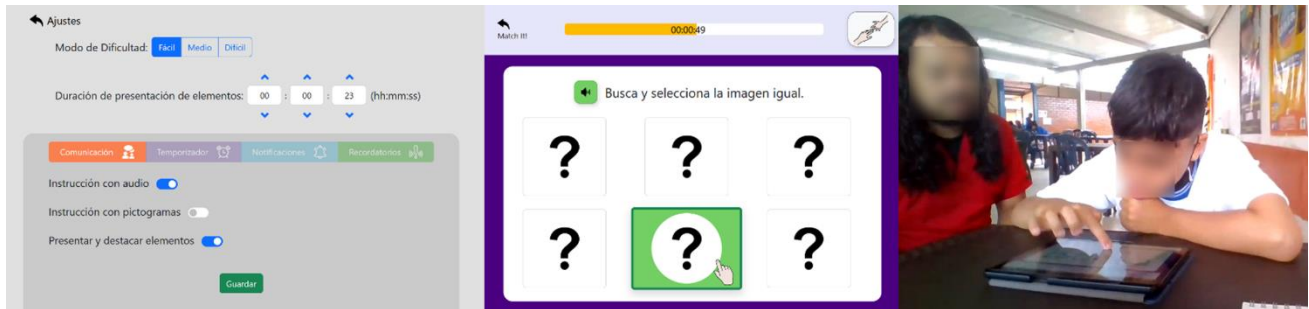 Ajustes
Modo de Dificultad: Fácil Medio Difícil
Duración de presentación de elementos: 00 : 00 : 23 (hh:mm:ss)
Comunicación Temporizador Notificaciones Recordatorios
Instrucción con audio
Instrucción con pictogramas
Presentar y destacar elementos
Guardar
Match It!
00:00:49
Busca y selecciona la imagen igual.
? ? ?
? ? ?